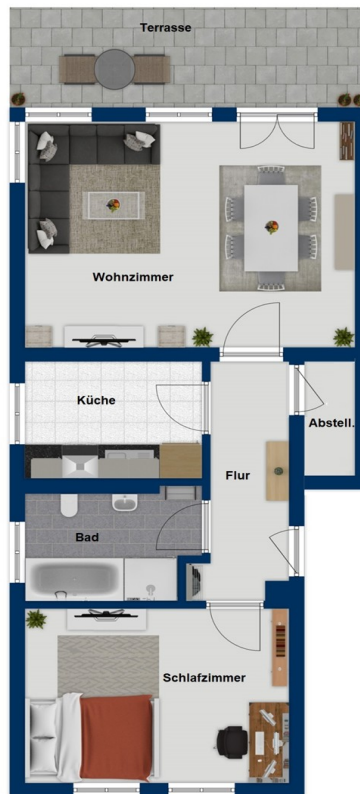 Terrasse
Wohnzimmer
Küche
Abstell.
Flur
Bad
Schlafzimmer